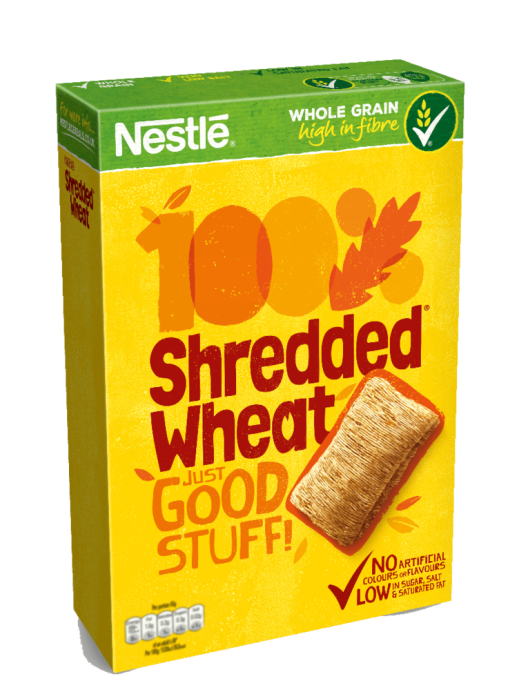 Nestlé®
WHOLE GRAIN
high in fibre
100%
Shredded®
Wheat
JUST
GOOD
STUFF!
NO ARTIFICIAL
COLOURS OR FLAVOURS
LOW IN SUGAR, SALT
& SATURATED FAT
Shredded
Wheat